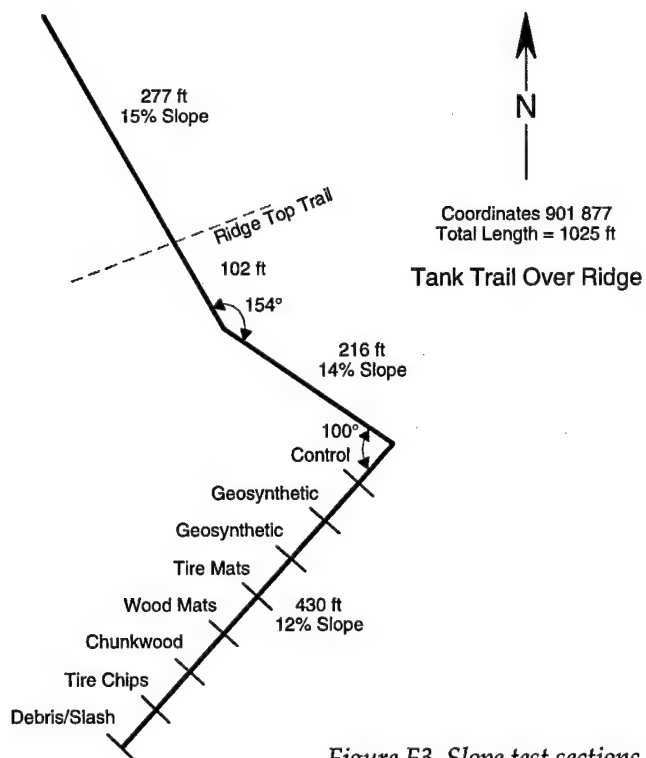 277 ft
15% Slope
N
Coordinates 901 877
Total Length = 1025 ft
Tank Trail Over Ridge
Ridge Top Trail
102 ft
154°
216 ft
14% Slope
100°
Control
Geosynthetic
Geosynthetic
Tire Mats
Wood Mats
430 ft
12% Slope
Chunkwood
Tire Chips
Debris/Slash
Figure F3. Slope test sections